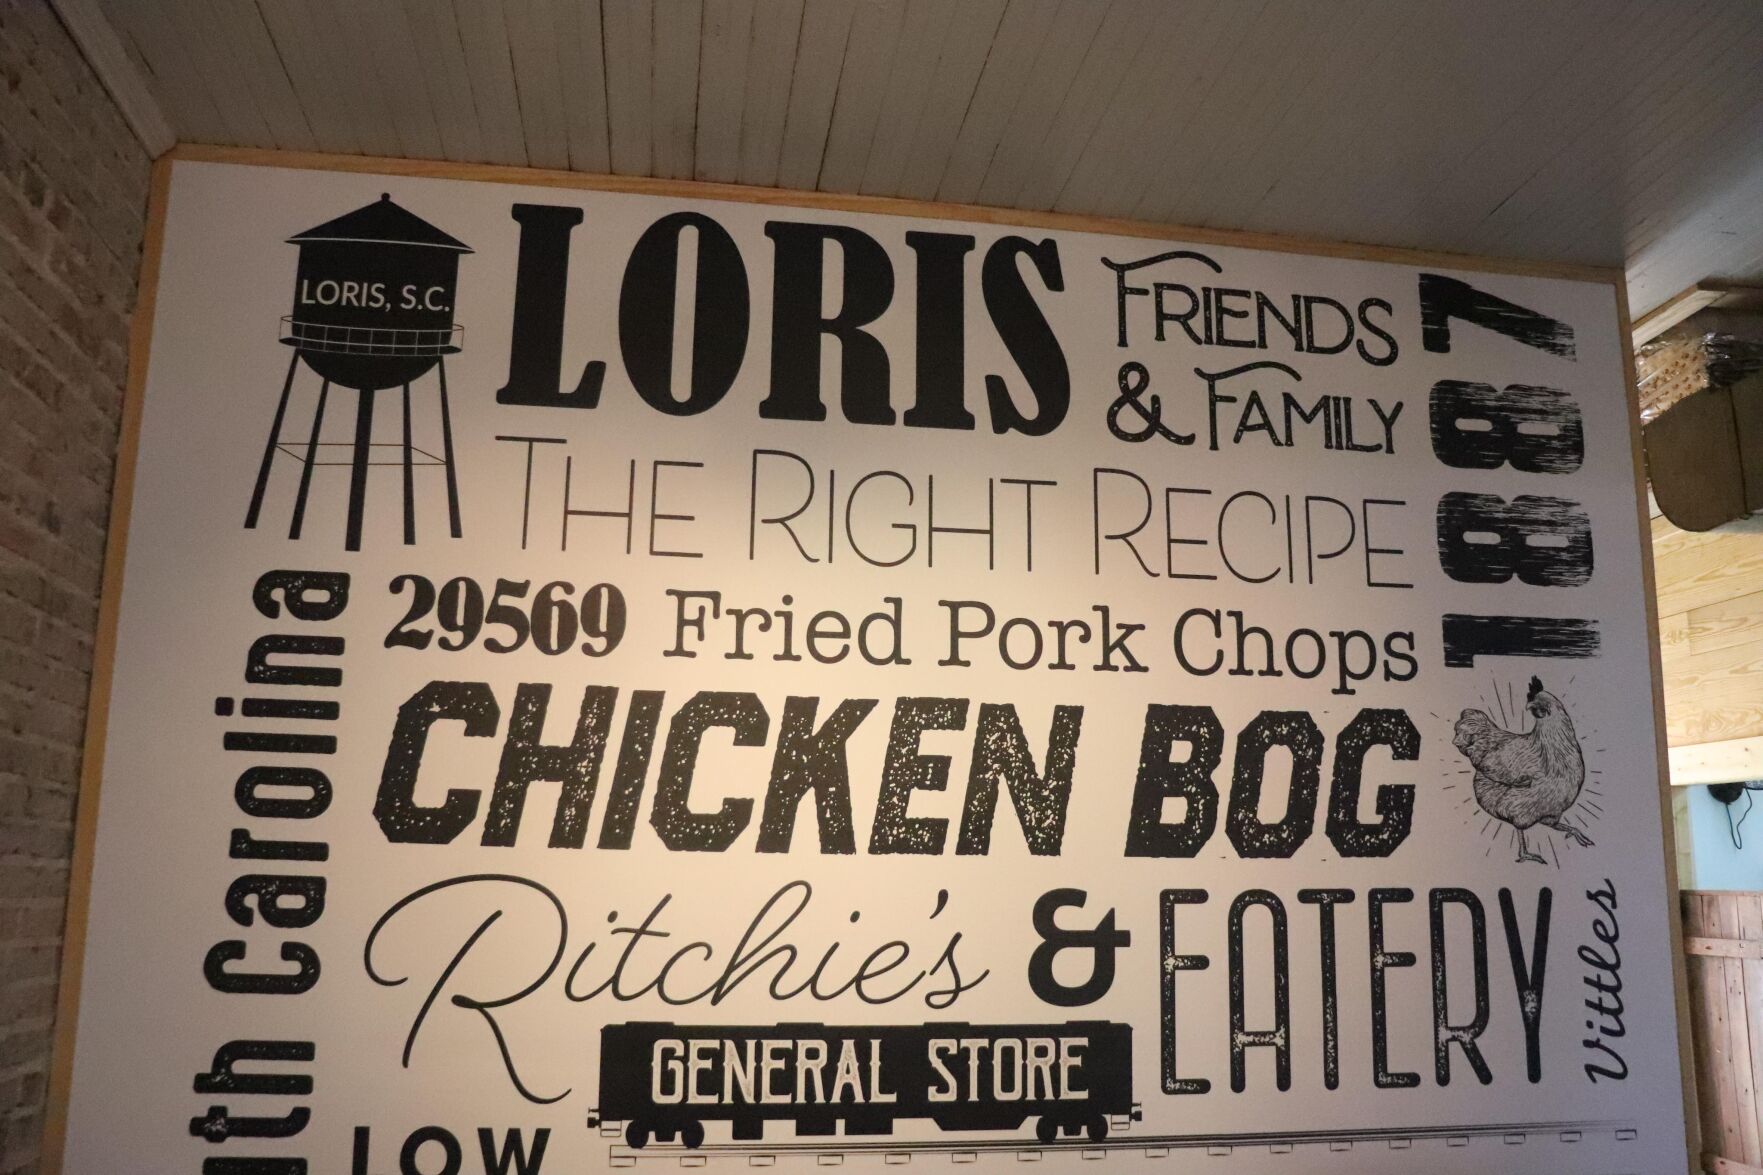 LORIS, S.C.
LORIS
FRIENDS
& FAMILY
1887
THE RIGHT RECIPE
29569 Fried Pork Chops
CHICKEN BOG
Ritchie's & EATERY
Vittles
GENERAL STORE
uth Carolina
LOW